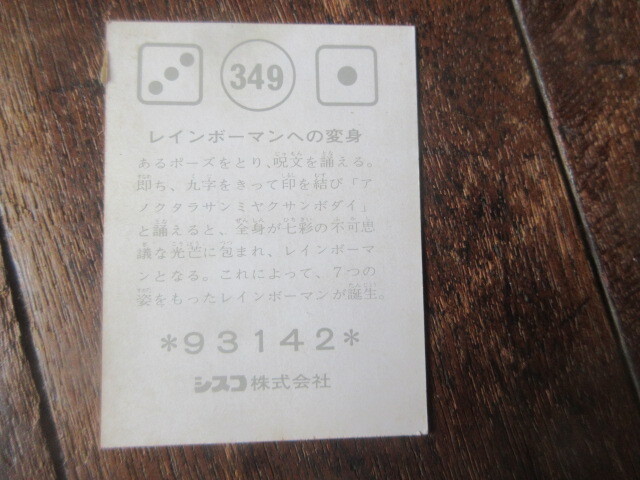 349
レインボーマンへの変身
あるポーズをとり、呪文を誦える。
即ち、九字をきって印を結び「ア
ノクタラサンミヤクサンボダイ」
と誦えると、全身が七彩の不可思
議な光芒に包まれ、レインボーマ
ンとなる。これによって、7つの
姿をもったレインボーマンが誕生。
*93142*
シスコ株式会社